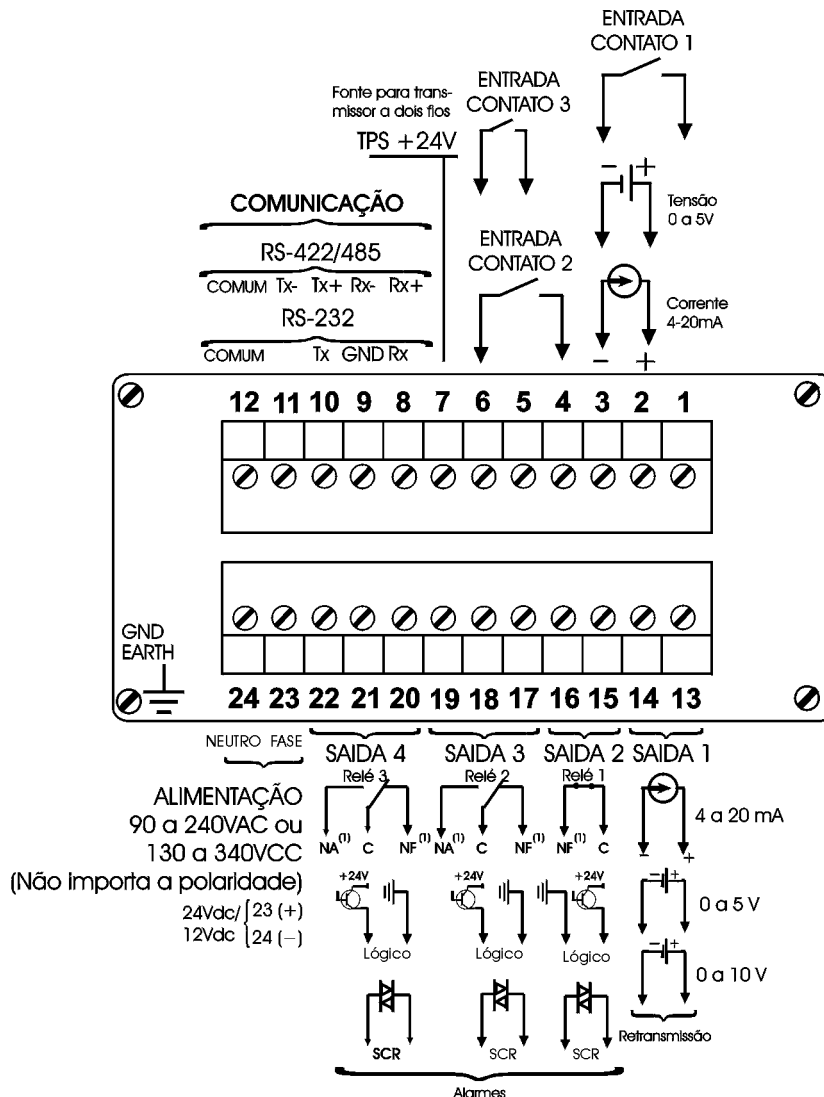 ENTRADA
CONTATO 1
Fonte para trans-
missor a dois fios
TPS +24V
ENTRADA
CONTATO 3
- +
Tensão
0 a 5V
COMUNICAÇÃO
RS-422/485
COMUM Tx- Tx+ Rx- Rx+
RS-232
COMUM Tx GND Rx
ENTRADA
CONTATO 2
Corrente
4-20mA
- +
12 11 10 9 8 7 6 5 4 3 2 1
GND
EARTH
24 23 22 21 20 19 18 17 16 15 14 13
NEUTRO FASE
SAIDA 4 SAIDA 3 SAIDA 2 SAIDA 1
Relé 3 Relé 2 Relé 1
ALIMENTAÇÃO
90 a 240VAC ou
130 a 340VCC
(Não importa a polaridade)
24Vdc/ 23 (+)
12Vdc 24 (−)
NA(1) C NF(1) NA(1) C NF(1) NF(1) C
4 a 20 mA
- +
+24V +24V +24V
- +
0 a 5 V
Lógico Lógico Lógico
- +
0 a 10 V
Retransmissão
SCR SCR SCR
Alarmes